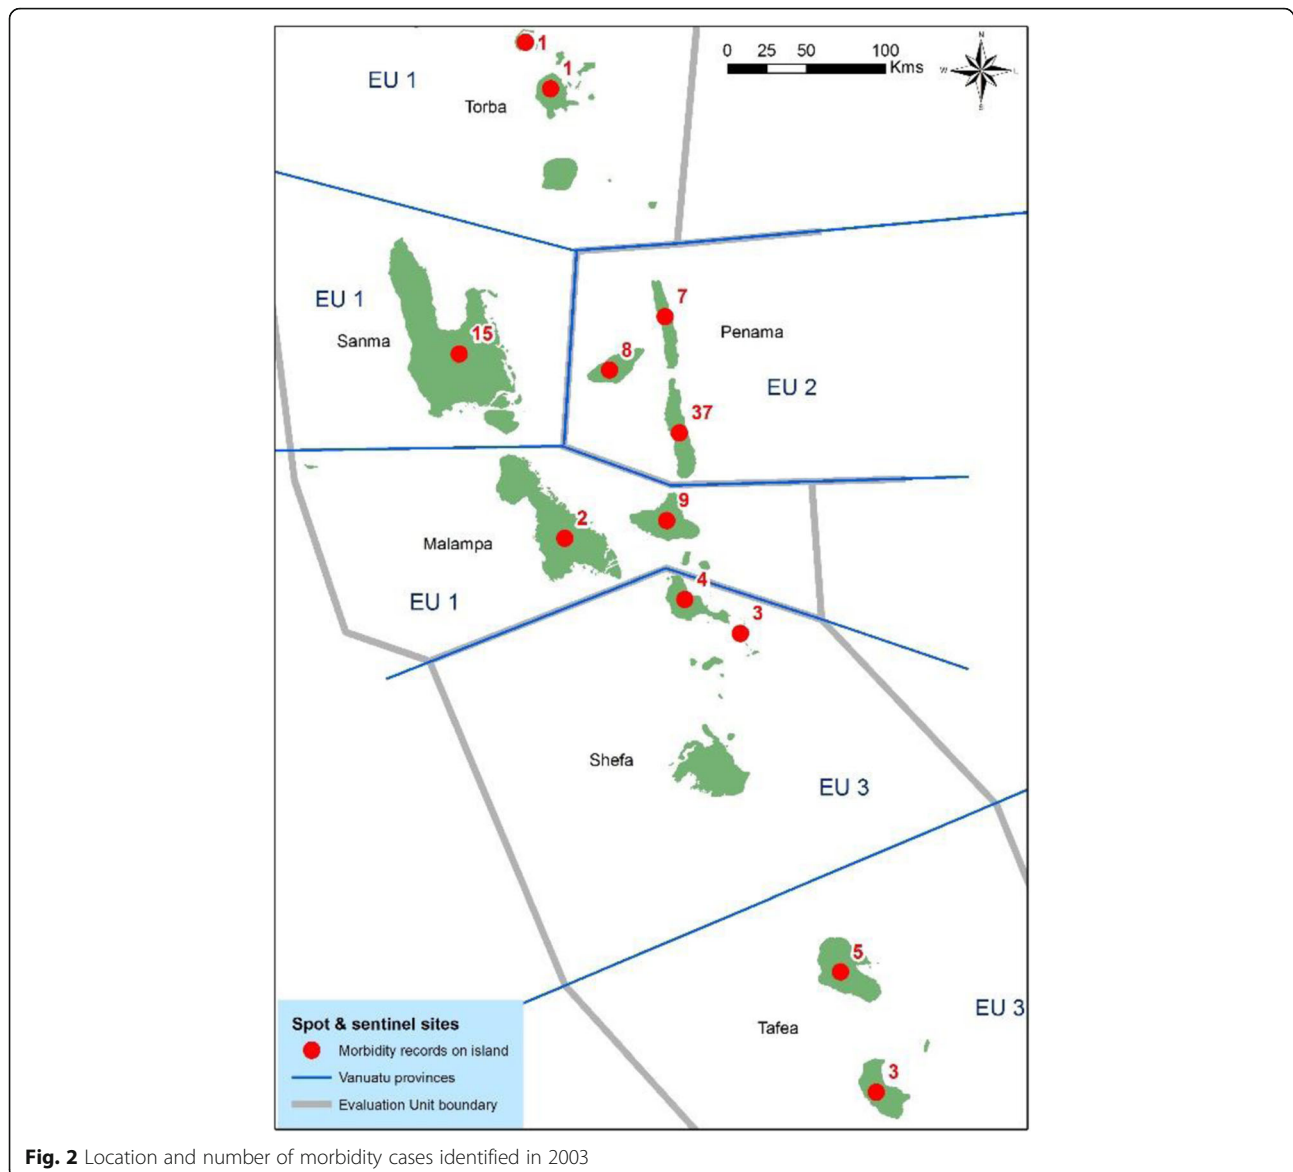 N
W
L
S
0 25 50 100
Kms
1
1
EU 1
Torba
EU 1
Sanma
15
7
8
37
Penama
EU 2
9
2
Malampa
EU 1
4
3
Shefa
EU 3
5
EU 3
Tafea
3
Spot & sentinel sites
Morbidity records on island
Vanuatu provinces
Evaluation Unit boundary
Fig. 2 Location and number of morbidity cases identified in 2003